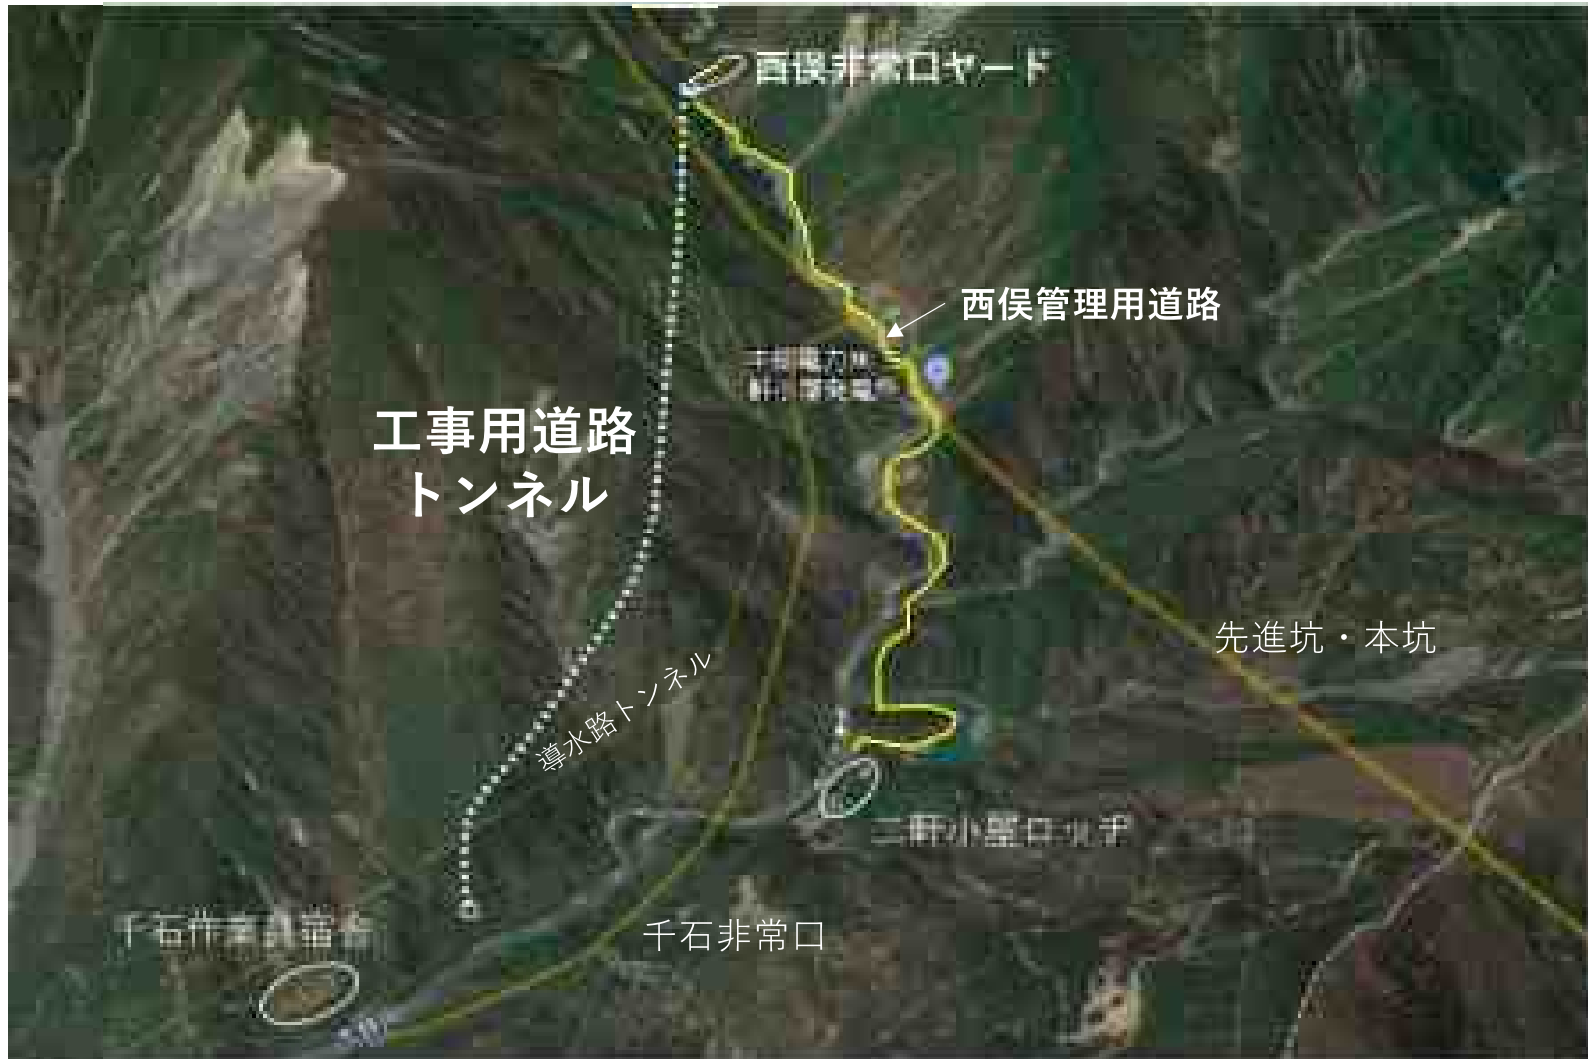 西俣非常口ヤード
西俣管理用道路
工事用道路
トンネル
先進坑・本坑
導水路トンネル
二軒小屋ロッヂ
千石作業員宿舎
千石非常口